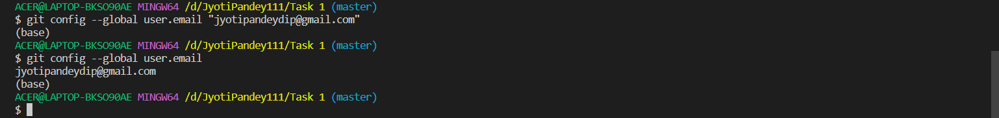 ACER@LAPTOP-BKSO90AE MINGW64 /d/JyotiPandey111/Task 1 (master)
$ git config --global user.email "jyotipandeydip@gmail.com"
(base)
ACER@LAPTOP-BKSO90AE MINGW64 /d/JyotiPandey111/Task 1 (master)
$ git config --global user.email
jyotipandeydip@gmail.com
(base)
ACER@LAPTOP-BKSO90AE MINGW64 /d/JyotiPandey111/Task 1 (master)
$